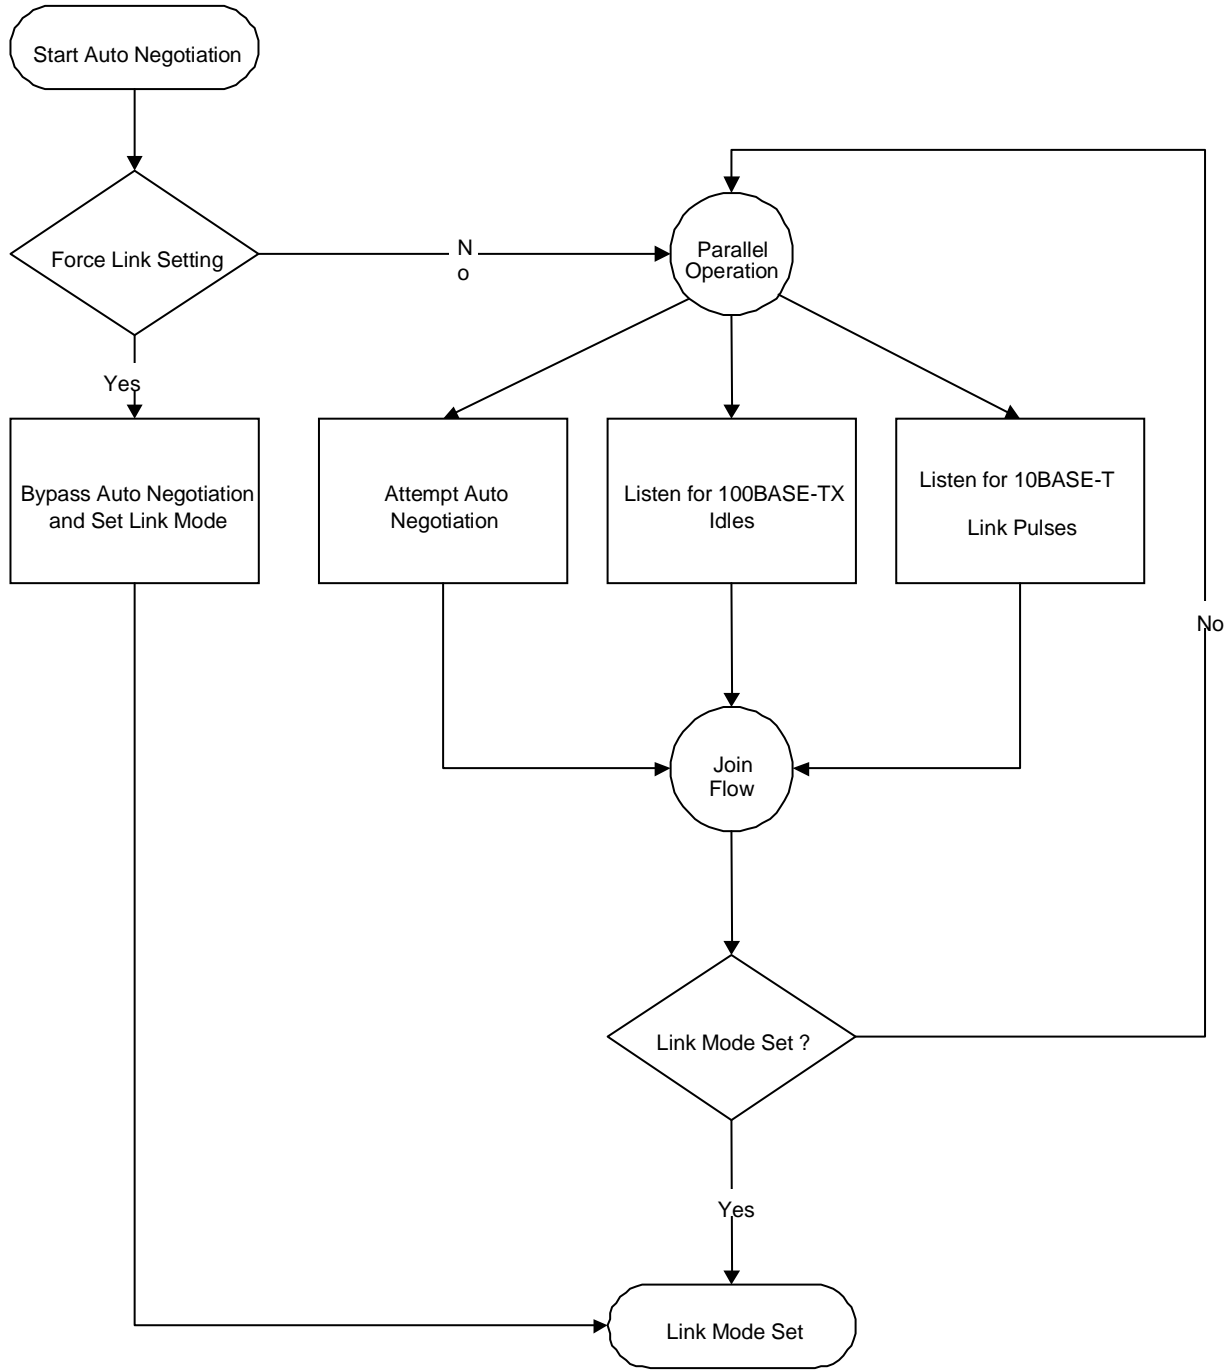 Start Auto Negotiation
Force Link Setting
N
o
Parallel
Operation
Yes
Bypass Auto Negotiation
and Set Link Mode
Attempt Auto
Negotiation
Listen for 100BASE-TX
Idles
Listen for 10BASE-T
Link Pulses
No
Join
Flow
Link Mode Set ?
Yes
Link Mode Set